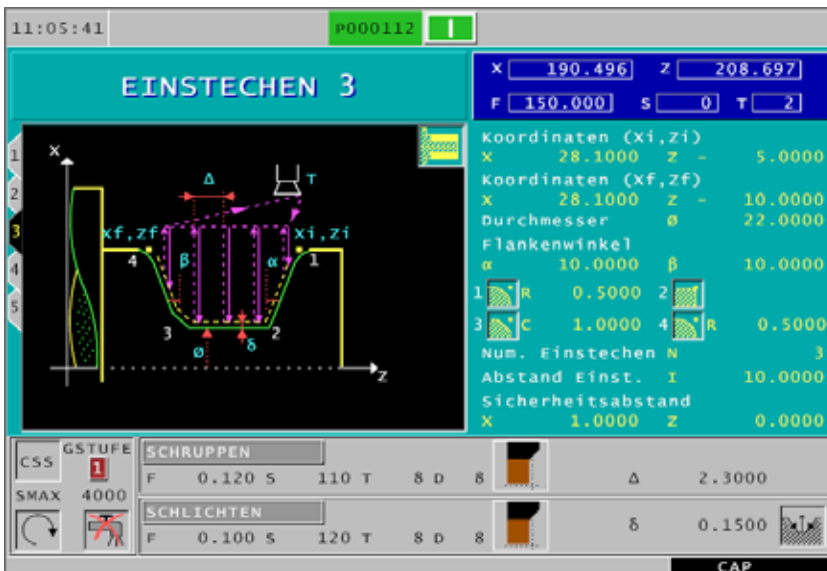 11:05:41
P000112
EINSTECHEN 3
X 190.496 Z 208.697
F 150.000 S 0 T 2
1
2
3
4
5
X
Δ
T
xf,zf
xi,zi
4
β
α
1
3
2
ø
δ
Z
Koordinaten (Xi,Zi)
X 28.1000 Z - 5.0000
Koordinaten (Xf,Zf)
X 28.1000 Z - 10.0000
Durchmesser ø 22.0000
Flankenwinkel
α 10.0000 β 10.0000
1 R 0.5000 2
3 C 1.0000 4 R 0.5000
Num. Einstechen N 3
Abstand Einst. I 10.0000
Sicherheitsabstand
X 1.0000 Z 0.0000
CSS
GSTUFE
1
SMAX 4000
SCHRUPPEN
F 0.120 S 110 T 8 D 8 Δ 2.3000
SCHLICHTEN
F 0.100 S 120 T 8 D 8 δ 0.1500
CAP